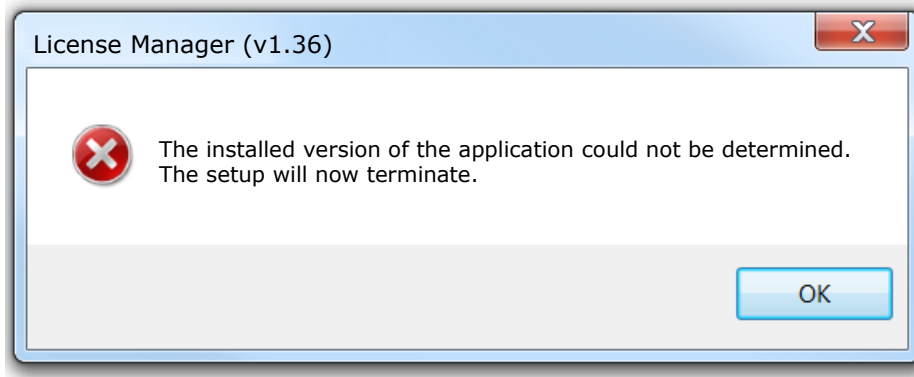 License Manager (v1.36)
The installed version of the application could not be determined.
The setup will now terminate.
OK